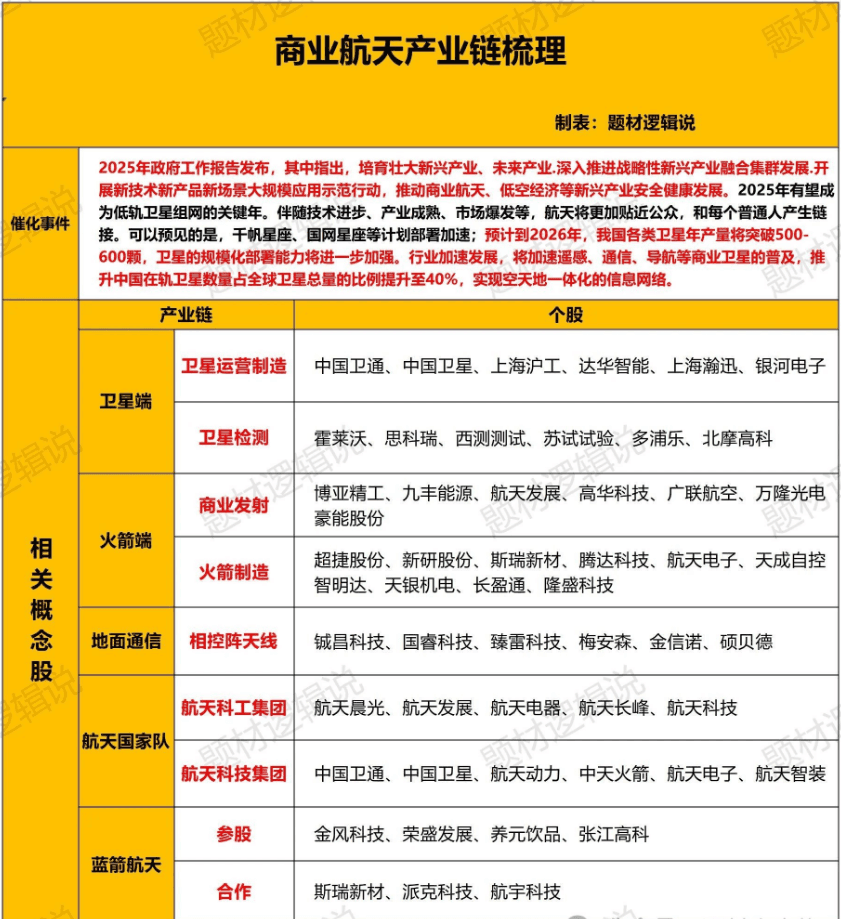 商业航天产业链梳理
制表：题材逻辑说
催化事件
2025年政府工作报告发布，其中指出，培育壮大新兴产业、未来产业.深入推进战略性新兴产业融合集群发展.开
展新技术新产品新场景大规模应用示范行动，推动商业航天、低空经济等新兴产业安全健康发展。2025年有望成
为低轨卫星组网的关键年。伴随技术进步、产业成熟、市场爆发等，航天将更加贴近公众，和每个普通人产生链
接。可以预见的是，千帆星座、国网星座等计划部署加速；预计到2026年，我国各类卫星年产量将突破500-
600颗，卫星的规模化部署能力将进一步加强。行业加速发展，将加速遥感、通信、导航等商业卫星的普及，推
升中国在轨卫星数量占全球卫星总量的比例提升至40%，实现空天地一体化的信息网络。
相关概念股
产业链
个股
卫星端
卫星运营制造
中国卫通、中国卫星、上海沪工、达华智能、上海瀚迅、银河电子
卫星检测
霍莱沃、思科瑞、西测测试、苏试试验、多浦乐、北摩高科
火箭端
商业发射
博亚精工、九丰能源、航天发展、高华科技、广联航空、万隆光电
豪能股份
火箭制造
超捷股份、新研股份、斯瑞新材、腾达科技、航天电子、天成自控
智明达、天银机电、长盈通、隆盛科技
地面通信
相控阵天线
铖昌科技、国睿科技、臻雷科技、梅安森、金信诺、硕贝德
航天国家队
航天科工集团
航天晨光、航天发展、航天电器、航天长峰、航天科技
航天科技集团
中国卫通、中国卫星、航天动力、中天火箭、航天电子、航天智装
蓝箭航天
参股
金风科技、荣盛发展、养元饮品、张江高科
合作
斯瑞新材、派克科技、航宇科技
题材逻辑说